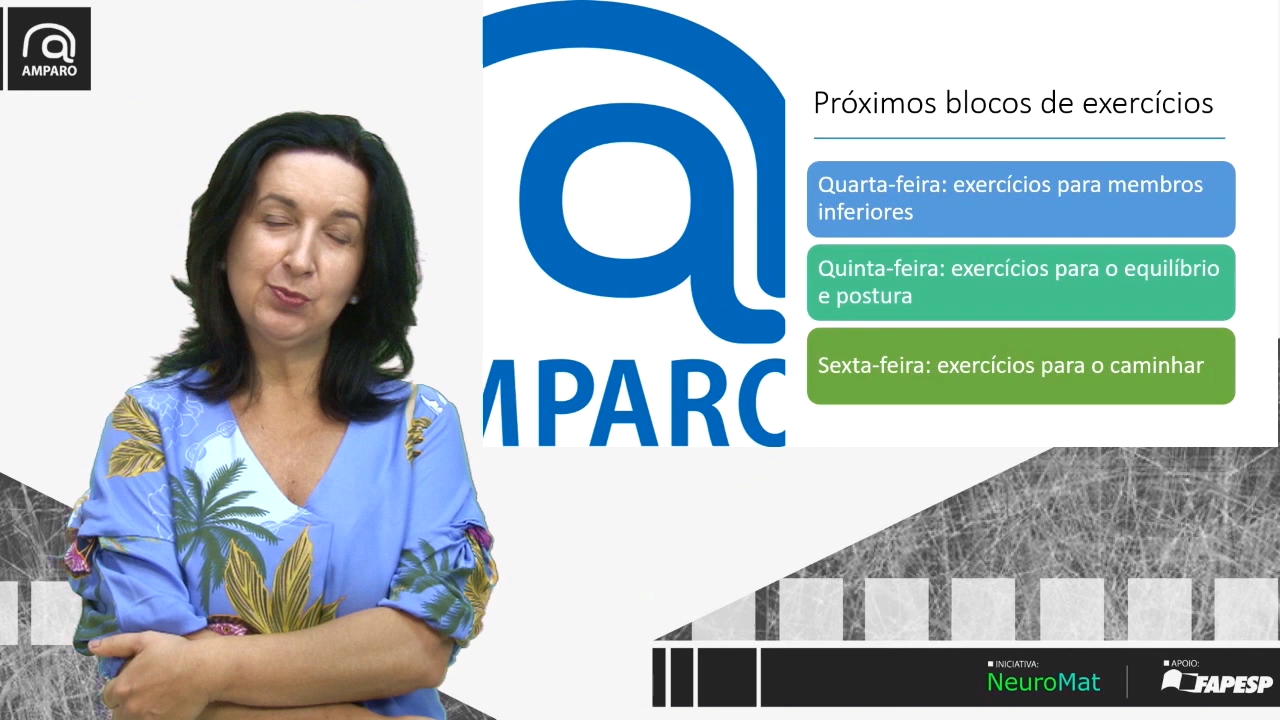 AMPARO
MPARO
Próximos blocos de exercícios
Quarta-feira: exercícios para membros
inferiores
Quinta-feira: exercícios para o equilíbrio
e postura
Sexta-feira: exercícios para o caminhar
INICIATIVA:
NeuroMat
APOIO:
FAPESP